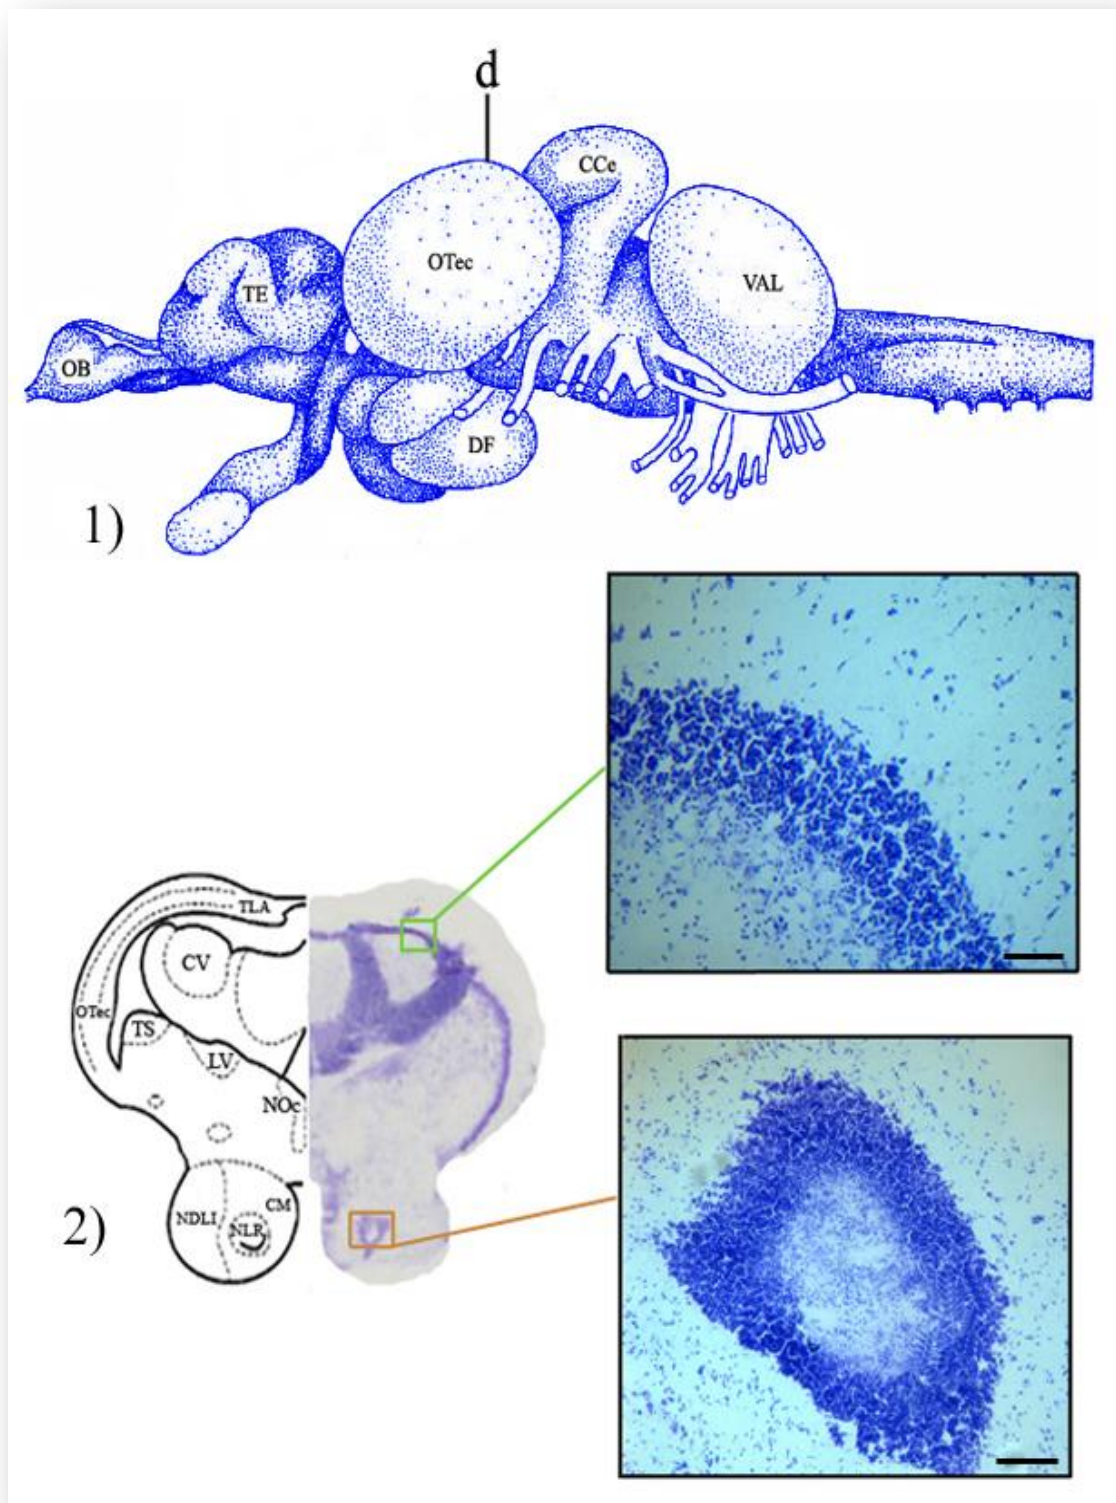 d
CCe
OTec
VAL
TE
OB
DF
1)
TLA
CV
OTec
TS
LV
NOc
CM
NDLI
NLR
2)